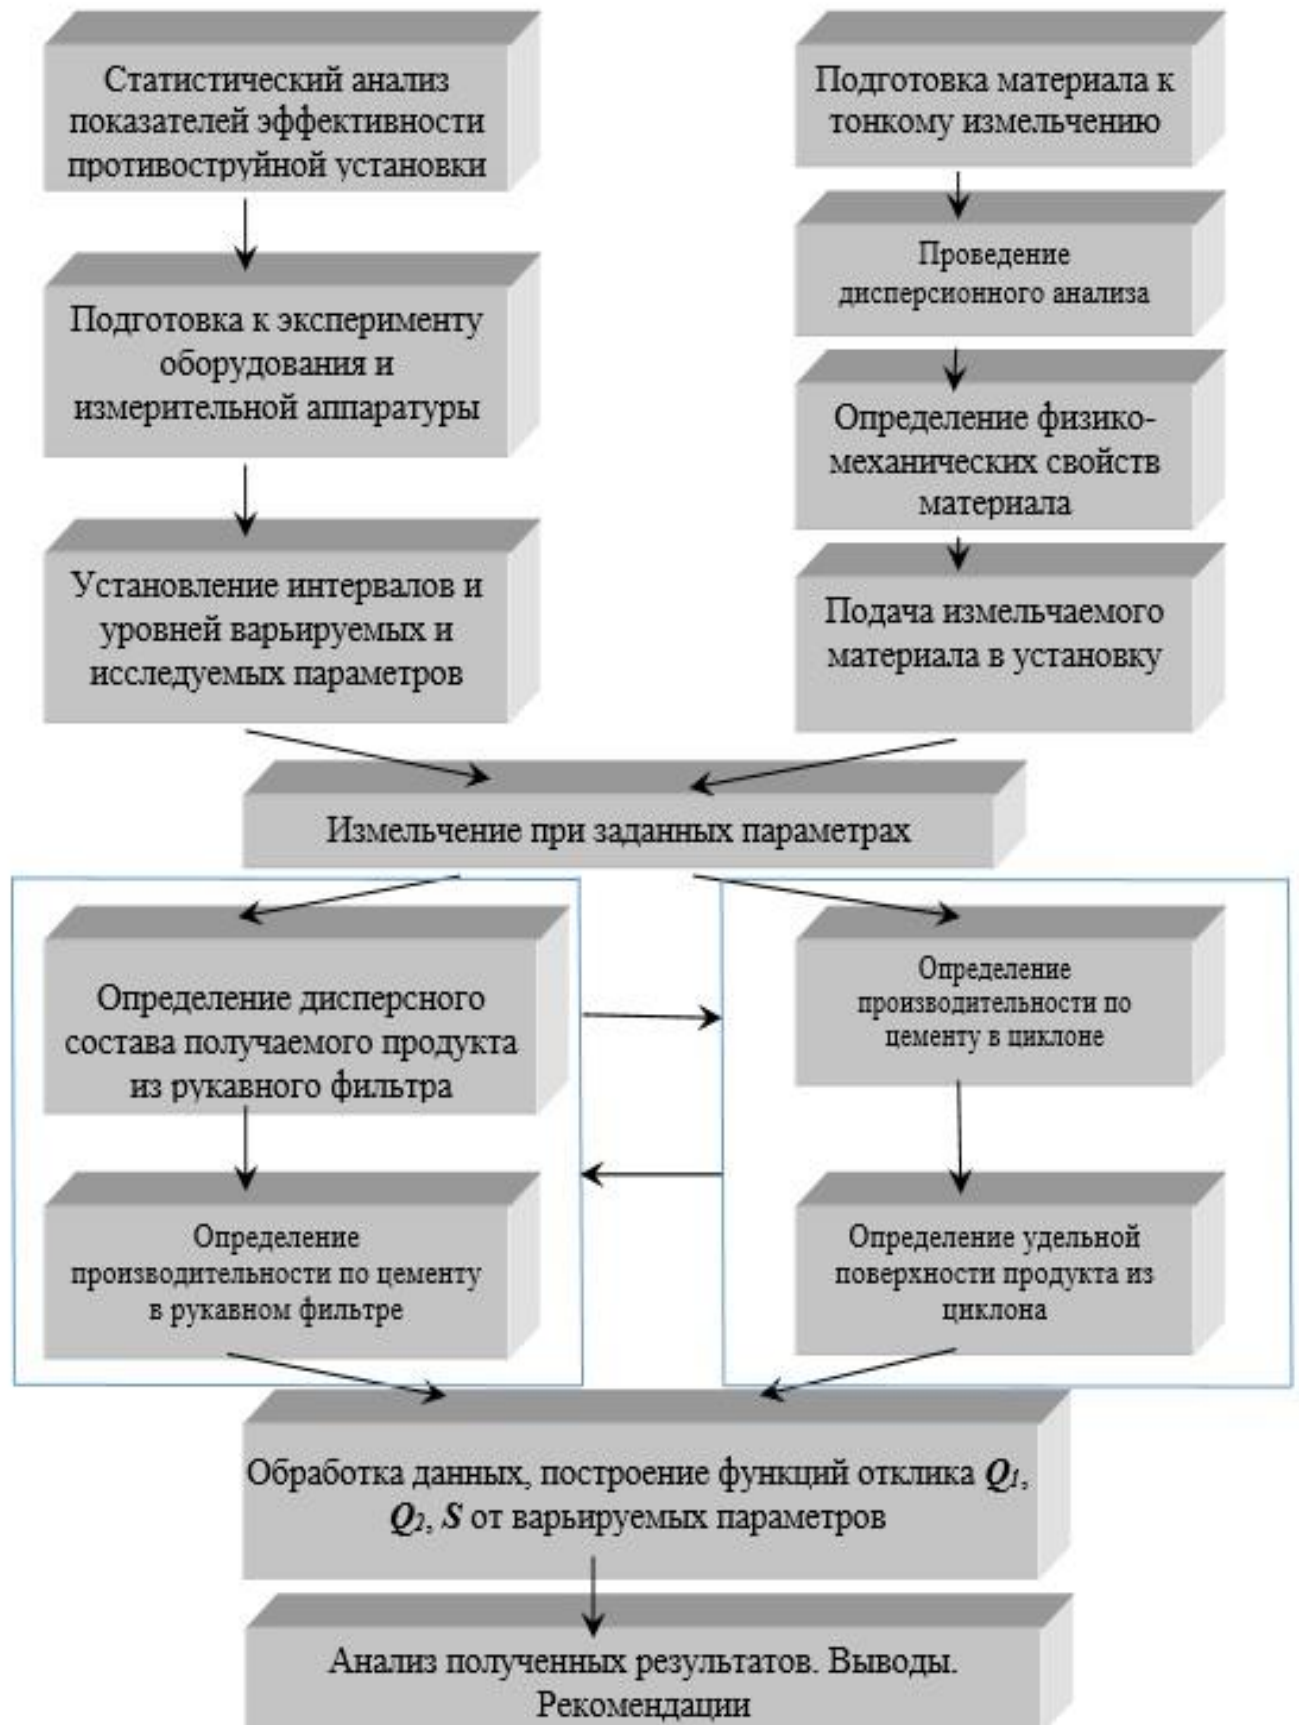 Статистический анализ
показателей эффективности
противоструйной установки
Подготовка к эксперименту
оборудования и
измерительной аппаратуры
Установление интервалов и
уровней варьируемых и
исследуемых параметров
Подготовка материала к
тонкому измельчению
Проведение
дисперсионного анализа
Определение физико-
механических свойств
материала
Подача измельчаемого
материала в установку
Измельчение при заданных параметрах
Определение дисперсного
состава получаемого продукта
из рукавного фильтра
Определение
производительности по цементу
в рукавном фильтре
Определение
производительности по
цементу в циклоне
Определение удельной
поверхности продукта из
циклона
Обработка данных, построение функций отклика Q1,
Q2, S от варьируемых параметров
Анализ полученных результатов. Выводы.
Рекомендации